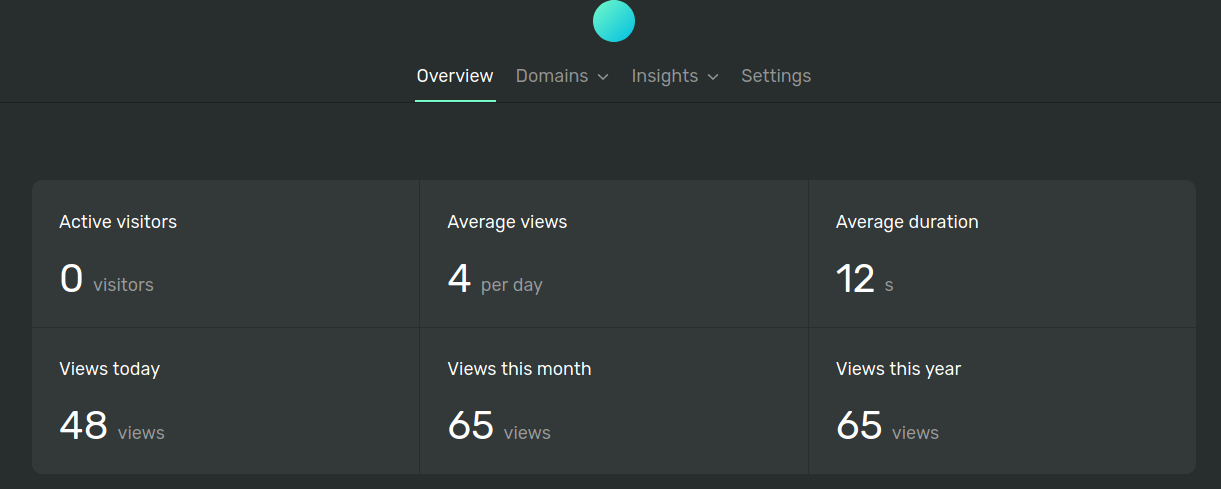 Overview Domains Insights Settings
Active visitors
0 visitors
Average views
4 per day
Average duration
12 s
Views today
48 views
Views this month
65 views
Views this year
65 views